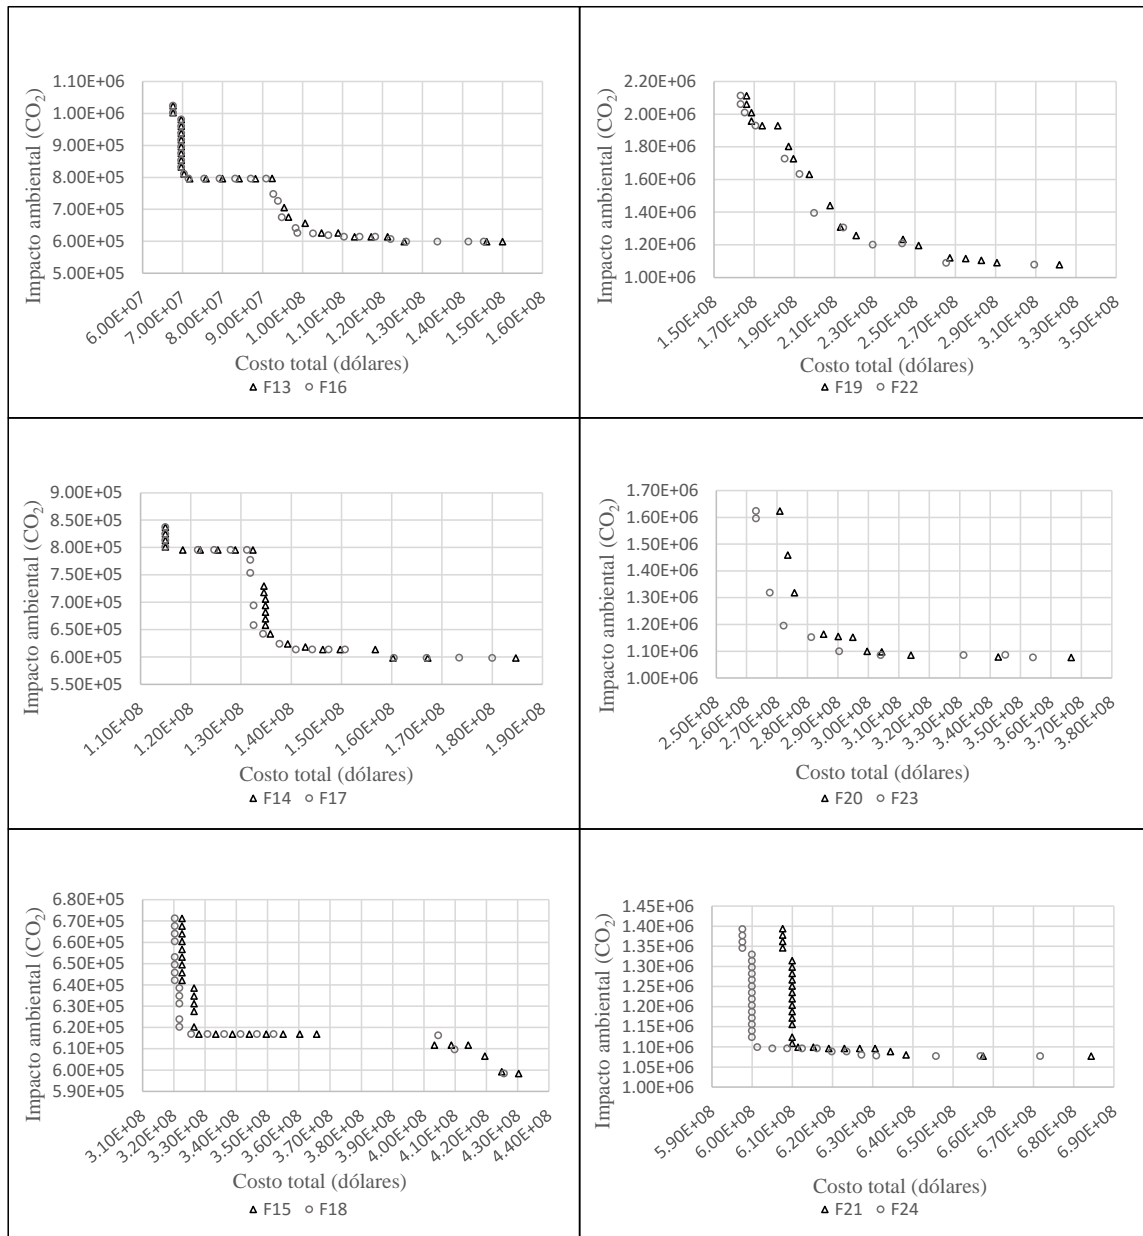 Impacto ambiental (CO₂)
1.10E+06
1.00E+06
9.00E+05
8.00E+05
7.00E+05
6.00E+05
5.00E+05
6.00E+07
7.00E+07
8.00E+07
9.00E+07
1.00E+08
1.10E+08
1.20E+08
1.30E+08
1.40E+08
1.50E+08
1.60E+08
Costo total (dólares)
F13 F16
Impacto ambiental (CO₂)
2.20E+06
2.00E+06
1.80E+06
1.60E+06
1.40E+06
1.20E+06
1.00E+06
1.50E+08
1.70E+08
1.90E+08
2.10E+08
2.30E+08
2.50E+08
2.70E+08
2.90E+08
3.10E+08
3.30E+08
3.50E+08
Costo total (dólares)
F19 F22
Impacto ambiental (CO₂)
9.00E+05
8.50E+05
8.00E+05
7.50E+05
7.00E+05
6.50E+05
6.00E+05
5.50E+05
1.10E+08
1.20E+08
1.30E+08
1.40E+08
1.50E+08
1.60E+08
1.70E+08
1.80E+08
1.90E+08
Costo total (dólares)
F14 F17
Impacto ambiental (CO₂)
1.70E+06
1.60E+06
1.50E+06
1.40E+06
1.30E+06
1.20E+06
1.10E+06
1.00E+06
2.50E+08
2.60E+08
2.70E+08
2.80E+08
2.90E+08
3.00E+08
3.10E+08
3.20E+08
3.30E+08
3.40E+08
3.50E+08
3.60E+08
3.70E+08
3.80E+08
Costo total (dólares)
F20 F23
Impacto ambiental (CO₂)
6.80E+05
6.70E+05
6.60E+05
6.50E+05
6.40E+05
6.30E+05
6.20E+05
6.10E+05
6.00E+05
5.90E+05
3.10E+08
3.20E+08
3.30E+08
3.40E+08
3.50E+08
3.60E+08
3.70E+08
3.80E+08
3.90E+08
4.00E+08
4.10E+08
4.20E+08
4.30E+08
4.40E+08
Costo total (dólares)
F15 F18
Impacto ambiental (CO₂)
1.45E+06
1.40E+06
1.35E+06
1.30E+06
1.25E+06
1.20E+06
1.15E+06
1.10E+06
1.05E+06
1.00E+06
5.90E+08
6.00E+08
6.10E+08
6.20E+08
6.30E+08
6.40E+08
6.50E+08
6.60E+08
6.70E+08
6.80E+08
6.90E+08
Costo total (dólares)
F21 F24